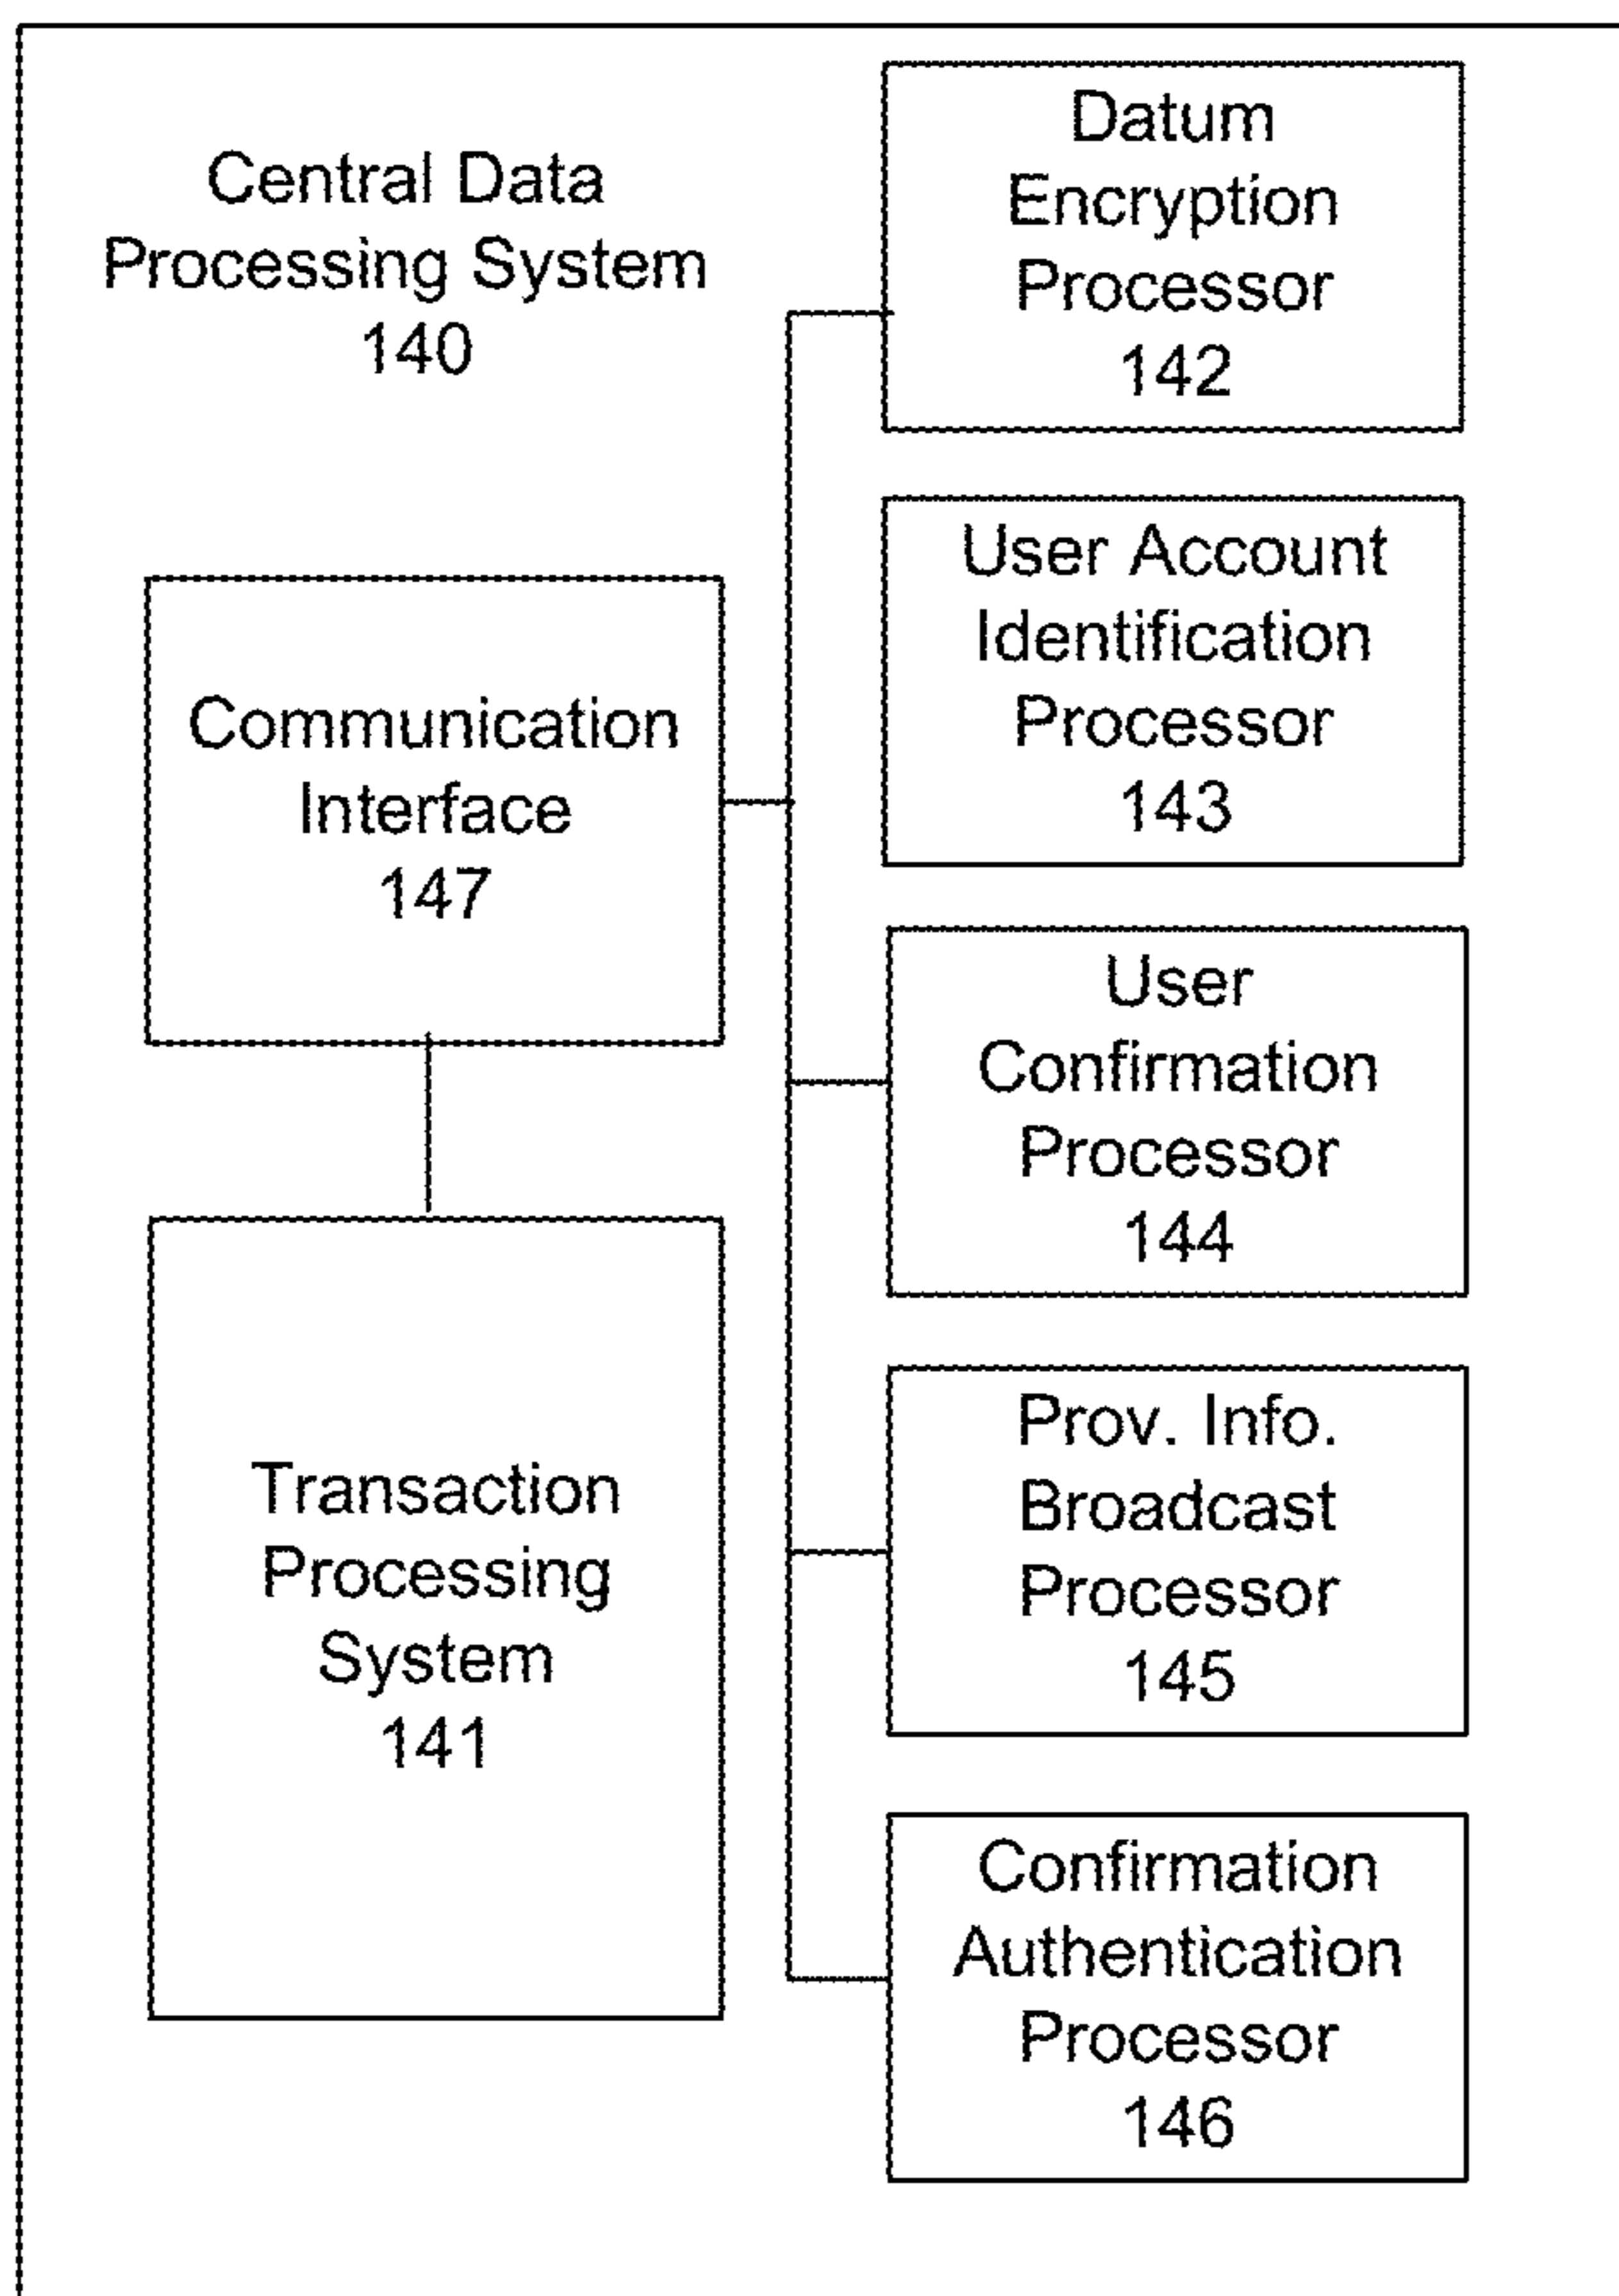 Central Data
Processing System
140
Communication
Interface
147
Transaction
Processing
System
141
Datum
Encryption
Processor
142
User Account
Identification
Processor
143
User
Confirmation
Processor
144
Prov. Info.
Broadcast
Processor
145
Confirmation
Authentication
Processor
146